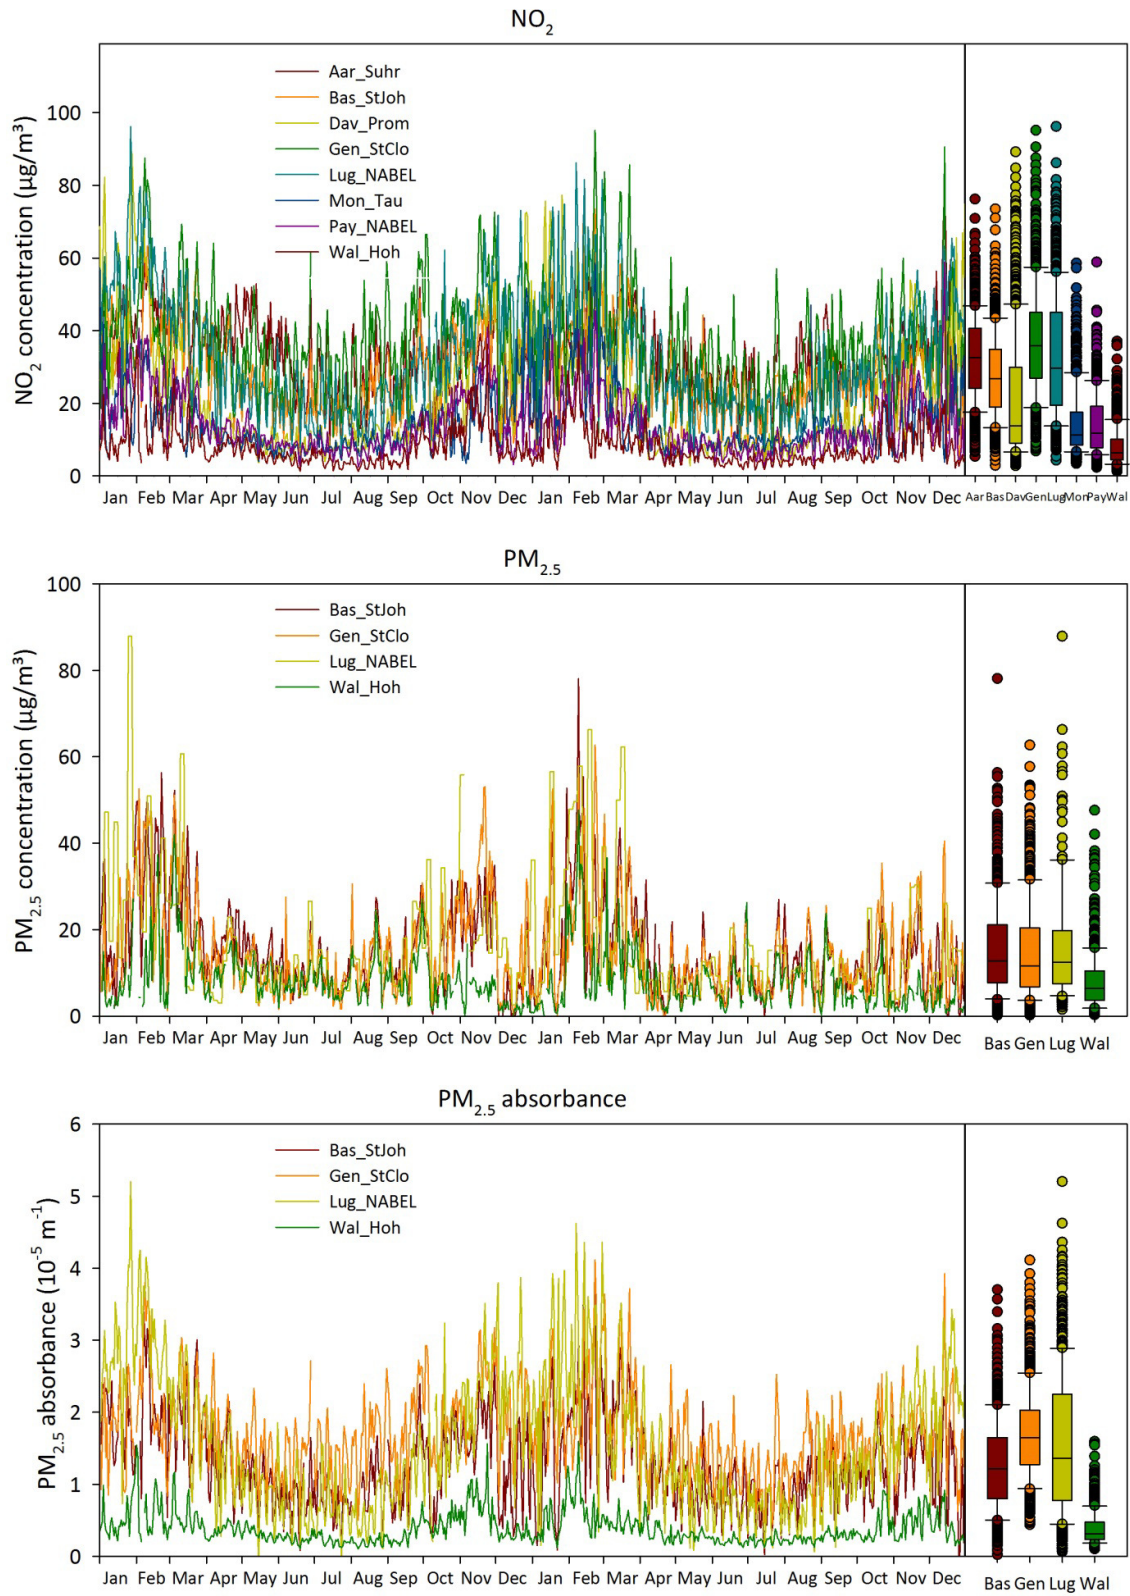 NO2
NO2 concentration (µg/m³)
100
80
60
40
20
0
Aar_Suhr
Bas_StJoh
Dav_Prom
Gen_StClo
Lug_NABEL
Mon_Tau
Pay_NABEL
Wal_Hoh
Jan Feb Mar Apr May Jun Jul Aug Sep Oct Nov Dec Jan Feb Mar Apr May Jun Jul Aug Sep Oct Nov Dec
Aar Bas Dav Gen Lug Mon Pay Wal
PM2.5
PM2.5 concentration (µg/m³)
100
80
60
40
20
0
Bas_StJoh
Gen_StClo
Lug_NABEL
Wal_Hoh
Jan Feb Mar Apr May Jun Jul Aug Sep Oct Nov Dec Jan Feb Mar Apr May Jun Jul Aug Sep Oct Nov Dec
Bas Gen Lug Wal
PM2.5 absorbance
PM2.5 absorbance (10-5 m-1)
6
5
4
3
2
1
0
Bas_StJoh
Gen_StClo
Lug_NABEL
Wal_Hoh
Jan Feb Mar Apr May Jun Jul Aug Sep Oct Nov Dec Jan Feb Mar Apr May Jun Jul Aug Sep Oct Nov Dec
Bas Gen Lug Wal